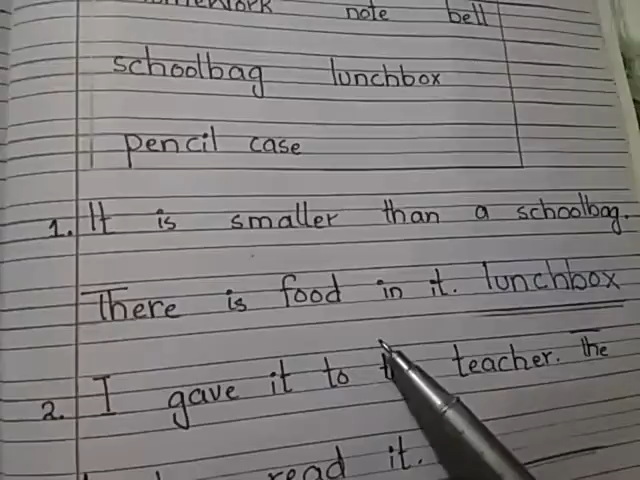 HOMEWORK note bell
schoolbag lunchbox
pencil case
1. It is smaller than a schoolbag.
There is food in it. lunchbox
2. I gave it to teacher. The
read it.